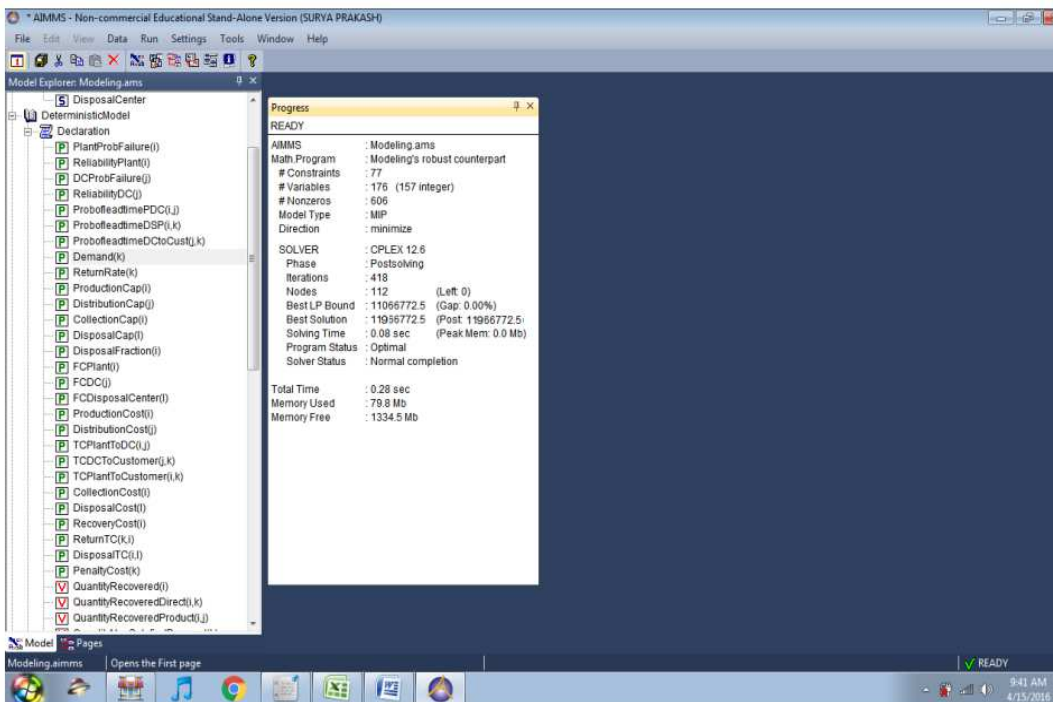 * AIMMS - Non-commercial Educational Stand-Alone Version (SURYA PRAKASH)
File Edit View Data Run Settings Tools Window Help
Model Explorer: Modeling.ams
DisposalCenter
DeterministicModel
Declaration
PlantProbFailure(i)
ReliabilityPlant(i)
DCProbFailure(j)
ReliabilityDC(j)
ProbofleadtimePDC(i,j)
ProbofleadtimeDSP(i,k)
ProbofleadtimeDCtoCust(j,k)
Demand(k)
ReturnRate(k)
ProductionCap(i)
DistributionCap(j)
CollectionCap(i)
DisposalCap(l)
DisposalFraction(i)
FCPlant(i)
FCDC(j)
FCDisposalCenter(l)
ProductionCost(i)
DistributionCost(j)
TCPlantToDC(i,j)
TCDCToCustomer(j,k)
TCPlantToCustomer(i,k)
CollectionCost(i)
DisposalCost(l)
RecoveryCost(i)
ReturnTC(k,i)
DisposalTC(i,l)
PenaltyCost(k)
QuantityRecovered(i)
QuantityRecoveredDirect(i,k)
QuantityRecoveredProduct(i,j)
Model Pages
Progress
READY
AIMMS : Modeling.ams
Math.Program : Modeling's robust counterpart
# Constraints : 77
# Variables : 176 (157 integer)
# Nonzeros : 606
Model Type : MIP
Direction : minimize
SOLVER : CPLEX 12.6
Phase : Postsolving
Iterations : 418
Nodes : 112 (Left: 0)
Best LP Bound : 11066772.5 (Gap: 0.00%)
Best Solution : 11966772.5 (Post: 11966772.5
Solving Time : 0.08 sec (Peak Mem: 0.0 Mb)
Program Status : Optimal
Solver Status : Normal completion
Total Time : 0.28 sec
Memory Used : 79.8 Mb
Memory Free : 1334.5 Mb
Modeling.aimms Opens the First page READY
9:41 AM
4/15/2016